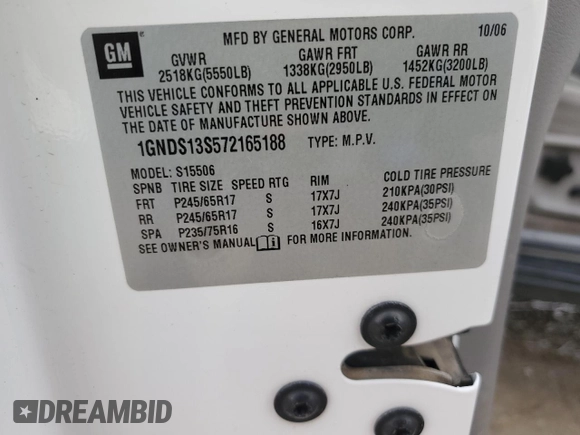 GM
MFD BY GENERAL MOTORS CORP. 10/06
GVWR GAWR FRT GAWR RR
2518KG(5550LB) 1338KG(2950LB) 1452KG(3200LB)
THIS VEHICLE CONFORMS TO ALL APPLICABLE U.S. FEDERAL MOTOR
VEHICLE SAFETY AND THEFT PREVENTION STANDARDS IN EFFECT ON
THE DATE OF MANUFACTURE SHOWN ABOVE.
1GNDS13S572165188 TYPE: M.P.V.
MODEL: S15506
SPNB TIRE SIZE SPEED RTG RIM COLD TIRE PRESSURE
FRT P245/65R17 S 17X7J 210KPA(30PSI)
RR P245/65R17 S 17X7J 240KPA(35PSI)
SPA P235/75R16 S 16X7J 240KPA(35PSI)
SEE OWNER'S MANUAL i FOR MORE INFORMATION.
DREAMBID